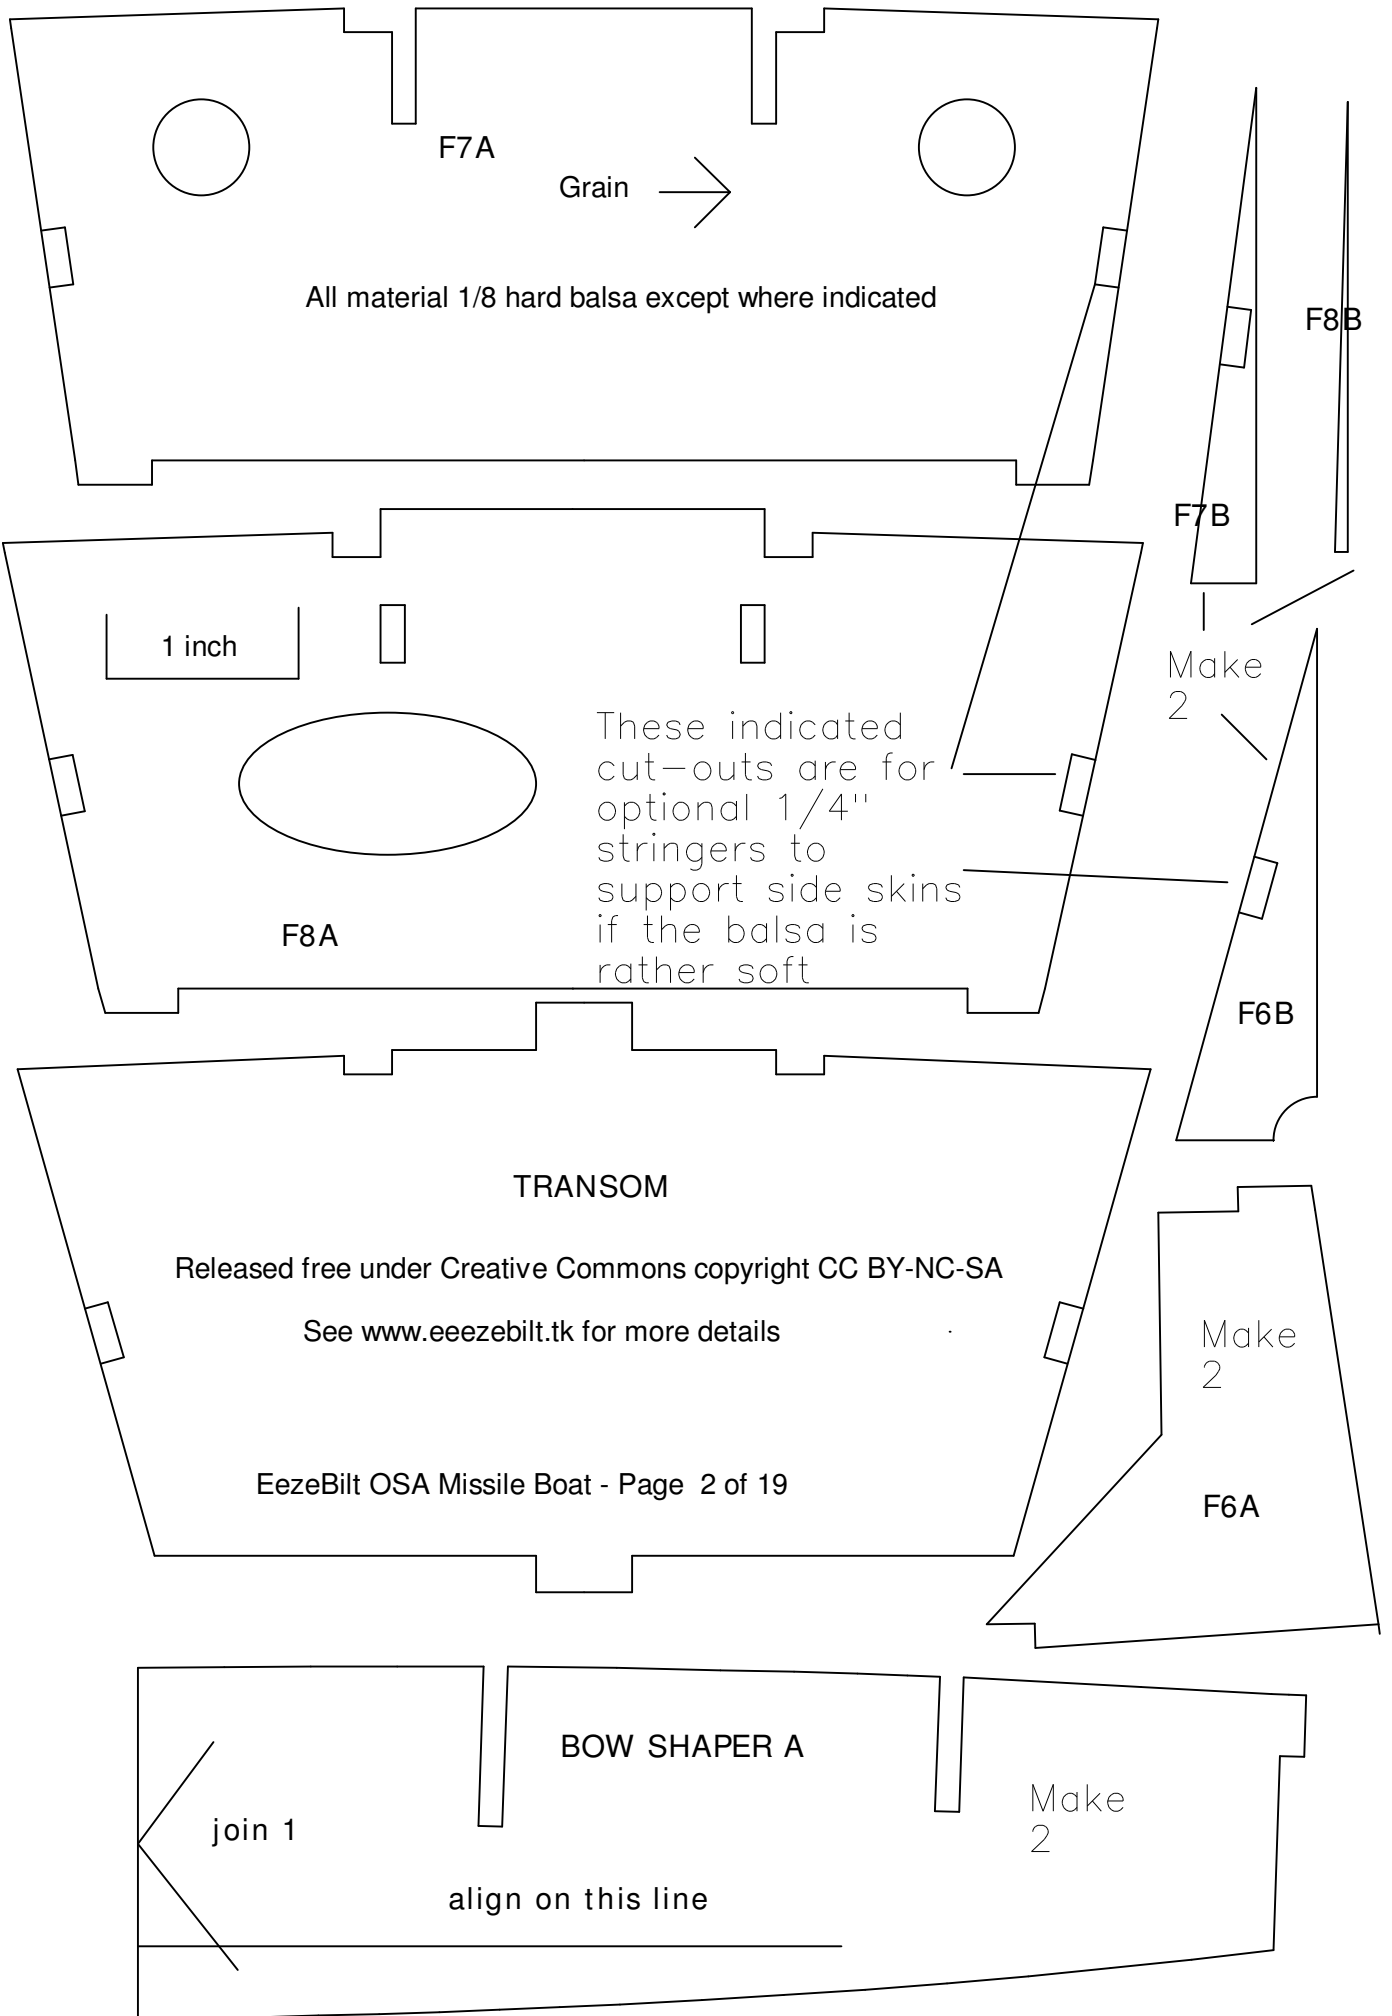 F7A
Grain
All material 1/8 hard balsa except where indicated
F8B
F7B
1 inch
Make
2
These indicated
cut-outs are for
optional 1/4"
stringers to
support side skins
if the balsa is
rather soft
F8A
F6B
TRANSOM
Released free under Creative Commons copyright CC BY-NC-SA
See www.eeezebilt.tk for more details
Make
2
EezeBilt OSA Missile Boat - Page 2 of 19
F6A
BOW SHAPER A
Make
2
join 1
align on this line